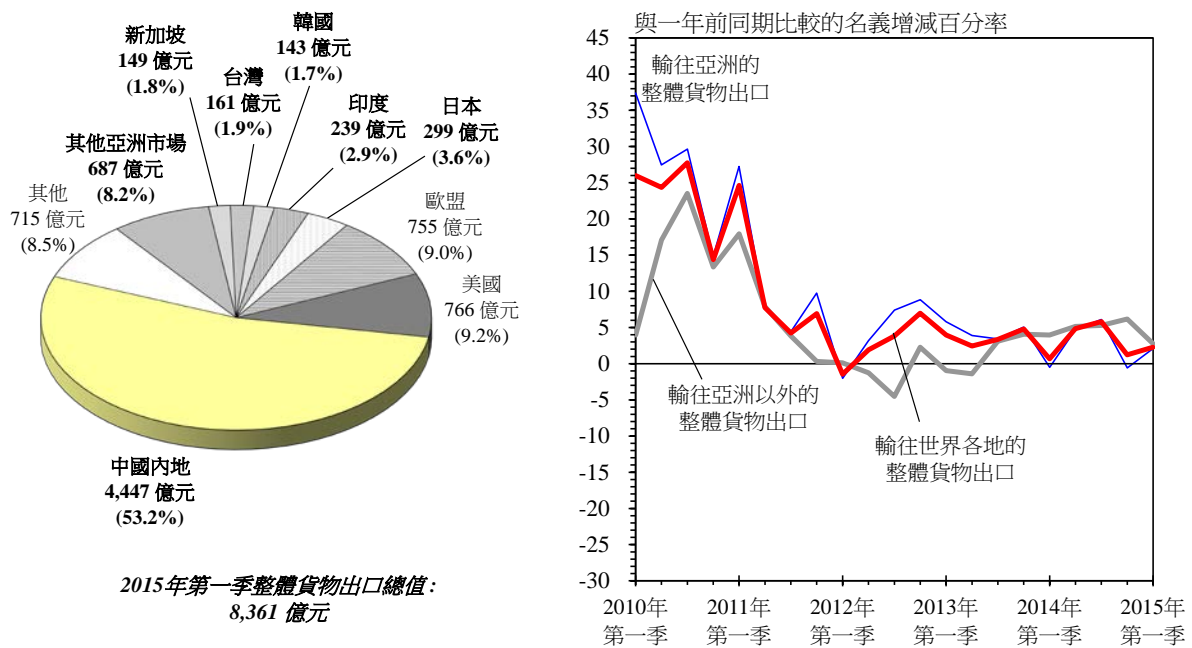 新加坡
149 億元
(1.8%)
韓國
143 億元
(1.7%)
台灣
161 億元
(1.9%)
印度
239 億元
(2.9%)
日本
299 億元
(3.6%)
其他亞洲市場
687 億元
(8.2%)
其他
715 億元
(8.5%)
歐盟
755 億元
(9.0%)
美國
766 億元
(9.2%)
中國內地
4,447 億元
(53.2%)
2015年第一季整體貨物出口總值 :
8,361 億元
與一年前同期比較的名義增減百分率
45
40
35
30
25
20
15
10
5
0
-5
-10
-15
-20
-25
-30
輸往亞洲的
整體貨物出口
輸往亞洲以外的
整體貨物出口
輸往世界各地的
整體貨物出口
2010年
第一季
2011年
第一季
2012年
第一季
2013年
第一季
2014年
第一季
2015年
第一季